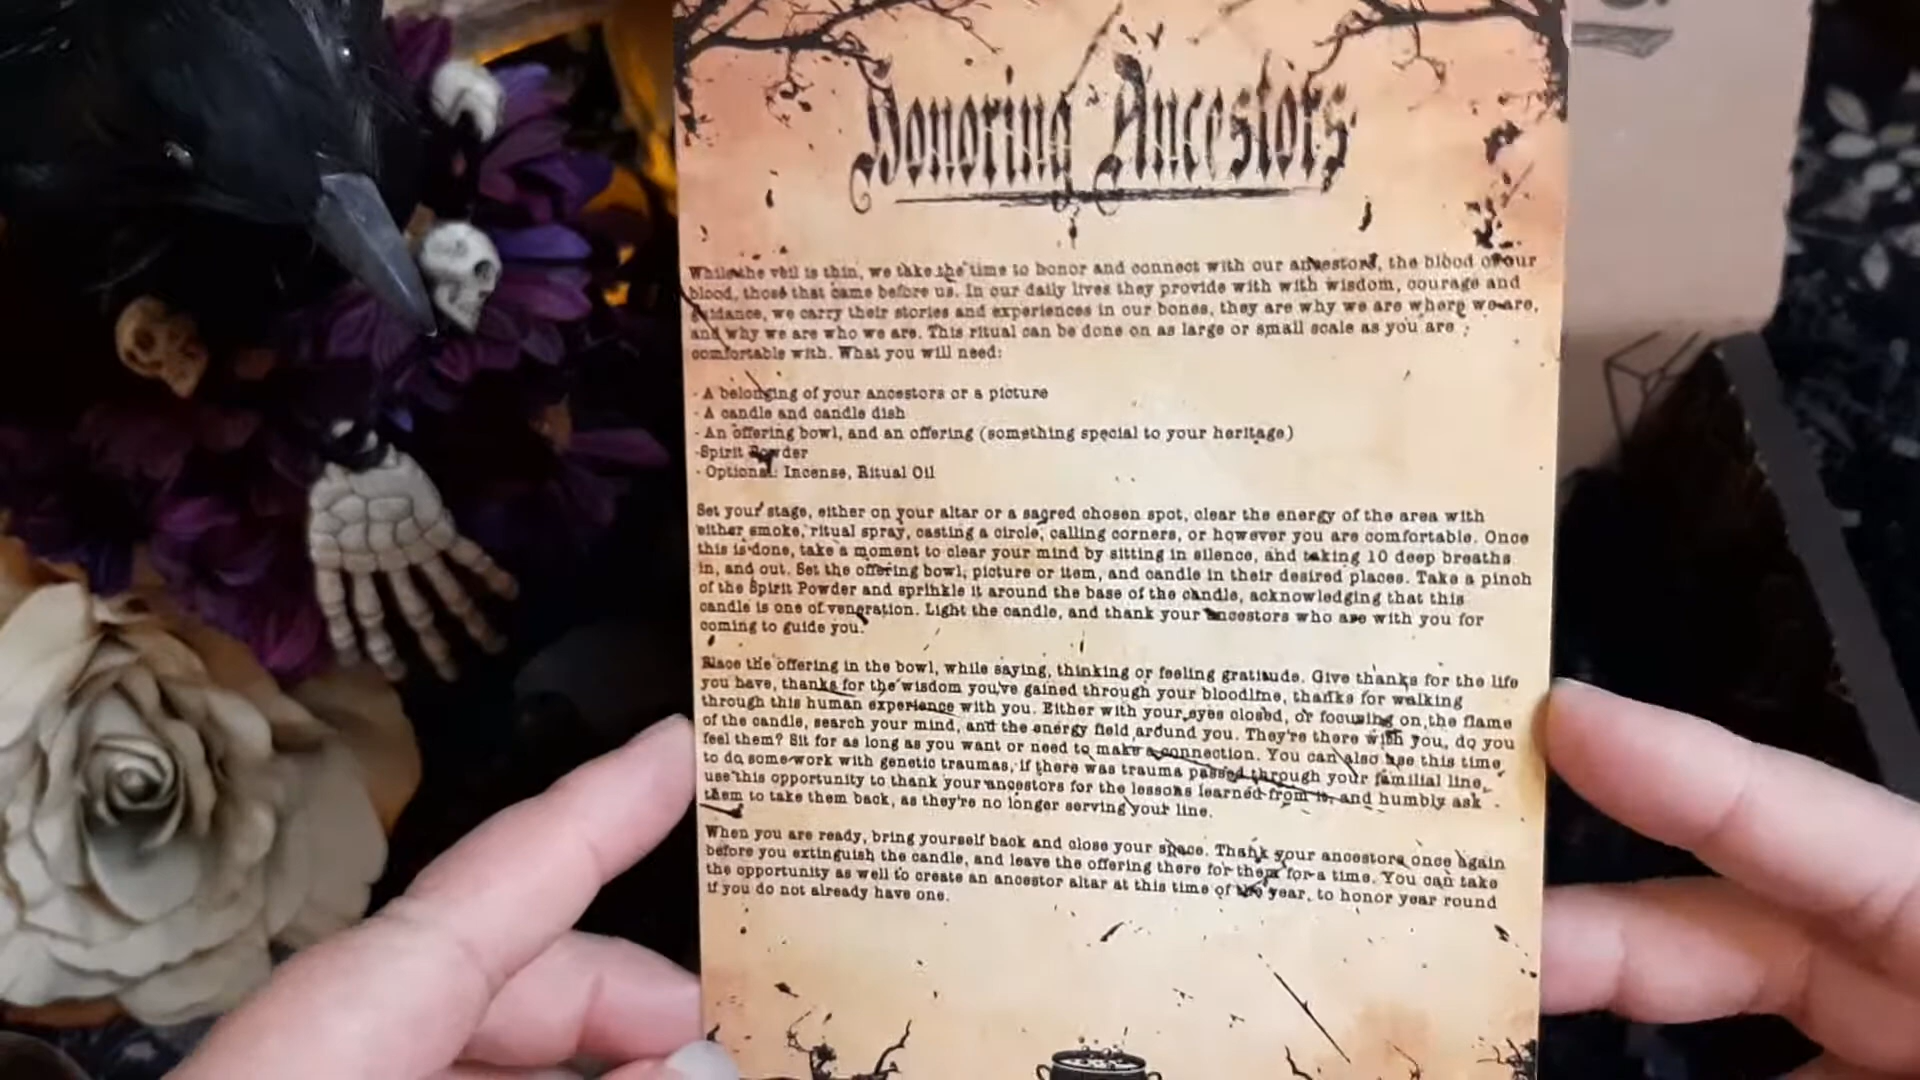 Honoring Ancestors
While the veil is thin, we take the time to honor and connect with our ancestors, the blood of our
blood, those that came before us. In our daily lives they provide with with wisdom, courage and
guidance, we carry their stories and experiences in our bones, they are why we are where we are,
and why we are who we are. This ritual can be done on as large or small scale as you are
comfortable with. What you will need:
- A belonging of your ancestors or a picture
- A candle and candle dish
- An offering bowl, and an offering (something special to your heritage)
-Spirit Powder
- Optional: Incense, Ritual Oil
Set your stage, either on your altar or a sacred chosen spot, clear the energy of the area with
either smoke, ritual spray, casting a circle, calling corners, or however you are comfortable. Once
this is done, take a moment to clear your mind by sitting in silence, and taking 10 deep breaths
in, and out. Set the offering bowl, picture or item, and candle in their desired places. Take a pinch
of the Spirit Powder and sprinkle it around the base of the candle, acknowledging that this
candle is one of veneration. Light the candle, and thank your ancestors who are with you for
coming to guide you.
Place the offering in the bowl, while saying, thinking or feeling gratitude. Give thanks for the life
you have, thanks for the wisdom you've gained through your bloodline, thanks for walking
through this human experience with you. Either with your eyes closed, or focusing on the flame
of the candle, search your mind, and the energy field around you. They're there with you, do you
feel them? Sit for as long as you want or need to make a connection. You can also use this time
to do some work with genetic traumas, if there was trauma passed through your familial line,
use this opportunity to thank your ancestors for the lessons learned from it, and humbly ask
them to take them back, as they're no longer serving your line.
When you are ready, bring yourself back and close your space. Thank your ancestors once again
before you extinguish the candle, and leave the offering there for them for a time. You can take
the opportunity as well to create an ancestor altar at this time of the year, to honor year round
if you do not already have one.